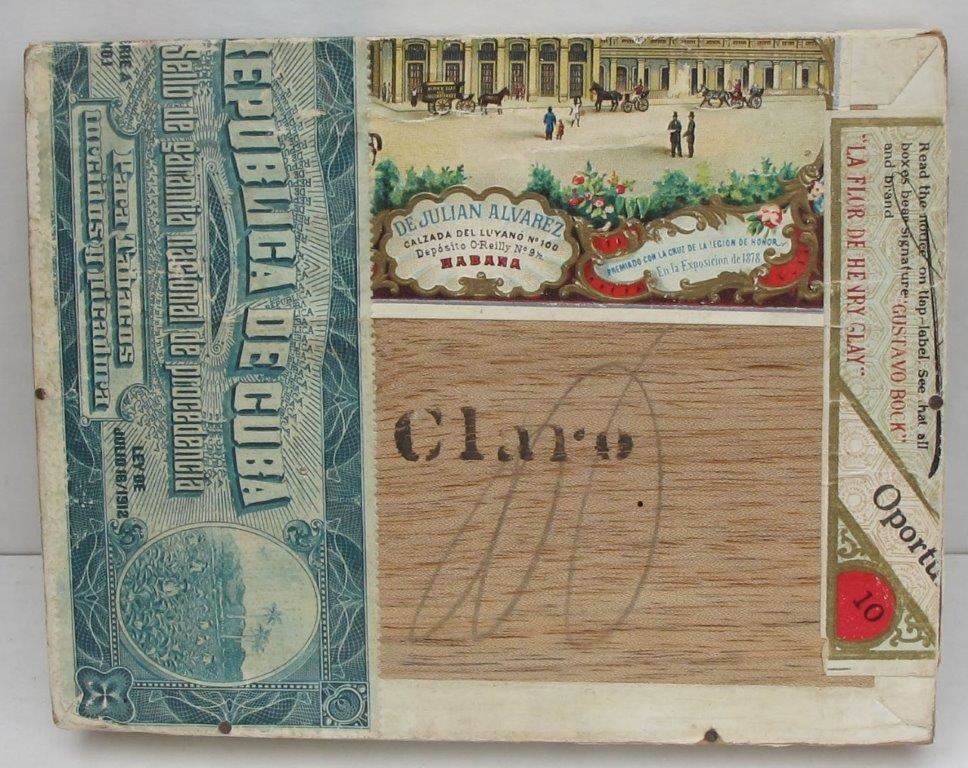 SERIE A
REPUBLICA DE CUBA
Sello de garantia nacional de procedencia
Para Tabacos
LEY DE
JULIO 16/1912
DE JULIAN ALVAREZ
CALZADA DEL LUYANÓ Nº 100
Depósito O-Reilly Nº 9½
HABANA
PREMIADO CON LA CRUZ DE LA LEGION DE HONOR
En la Exposicion de 1878
Claro
Read the notice on flap-label. See that all
boxes bear Signature "GUSTAVO BOCK"
and brand
"LA FLOR DE HENRY CLAY"
Oportu
10